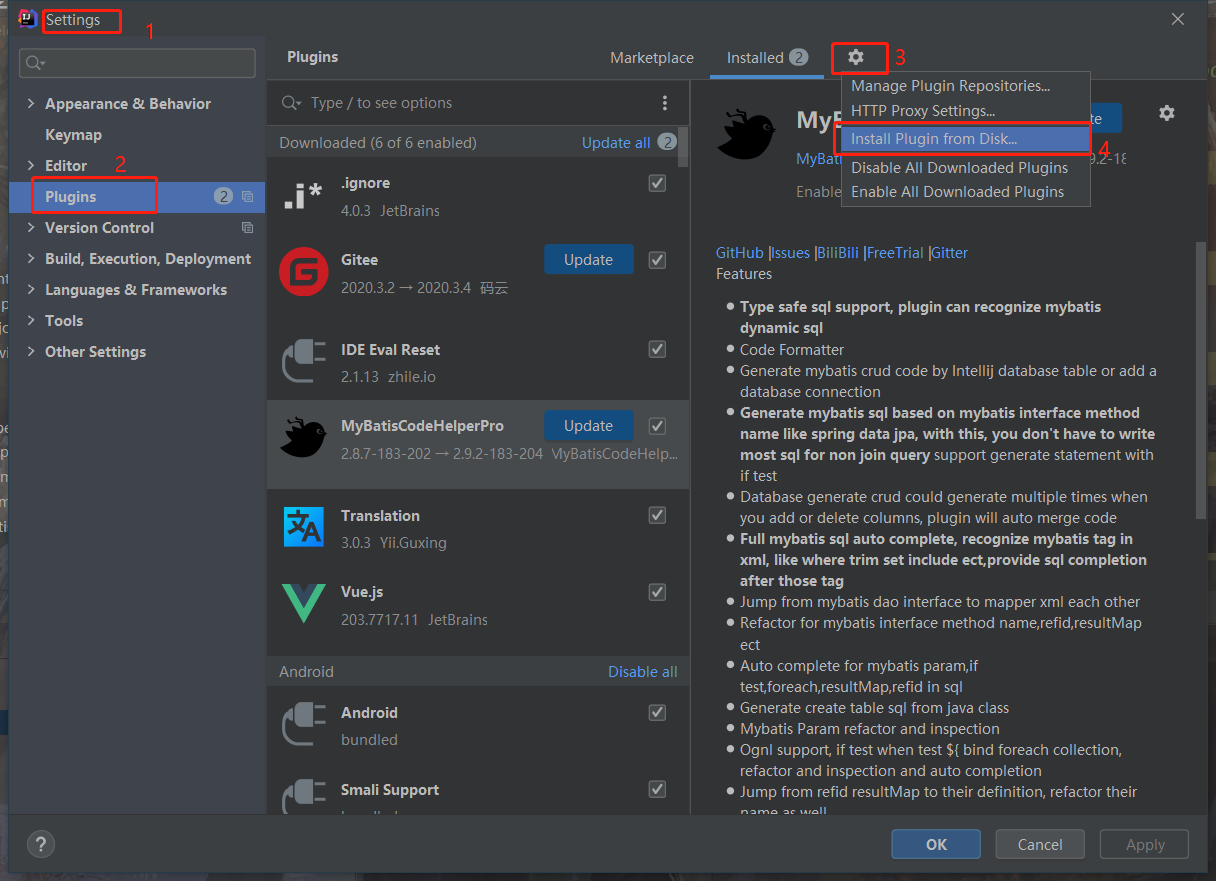 Settings
1
Plugins
Marketplace
Installed 2
3
Appearance & Behavior
Keymap
Editor
2
Plugins 2
Version Control
Build, Execution, Deployment
Languages & Frameworks
Tools
Other Settings
Type / to see options
Downloaded (6 of 6 enabled) Update all 2
.i*
.ignore
4.0.3 JetBrains
G
Gitee Update
2020.3.2 → 2020.3.4 码云
IDE Eval Reset
2.1.13 zhile.io
MyBatisCodeHelperPro Update
2.8.7-183-202 → 2.9.2-183-204 MyBatisCodeHelp...
文A
Translation
3.0.3 Yii.Guxing
Vue.js
203.7717.11 JetBrains
Android Disable all
Android
bundled
Smali Support
bundled
Manage Plugin Repositories...
HTTP Proxy Settings...
Install Plugin from Disk...
4
Disable All Downloaded Plugins
Enable All Downloaded Plugins
GitHub |Issues |BiliBili |FreeTrial |Gitter
Features
Type safe sql support, plugin can recognize mybatis
dynamic sql
Code Formatter
Generate mybatis crud code by Intellij database table or add a
database connection
Generate mybatis sql based on mybatis interface method
name like spring data jpa, with this, you don't have to write
most sql for non join query support generate statement with
if test
Database generate crud could generate multiple times when
you add or delete columns, plugin will auto merge code
Full mybatis sql auto complete, recognize mybatis tag in
xml, like where trim set include ect,provide sql completion
after those tag
Jump from mybatis dao interface to mapper xml each other
Refactor for mybatis interface method name,refid,resultMap
ect
Auto complete for mybatis param,if
test,foreach,resultMap,refid in sql
Generate create table sql from java class
Mybatis Param refactor and inspection
Ognl support, if test when test ${ bind foreach collection,
refactor and inspection and auto completion
Jump from refid resultMap to their definition, refactor their
name as well
?
OK
Cancel
Apply